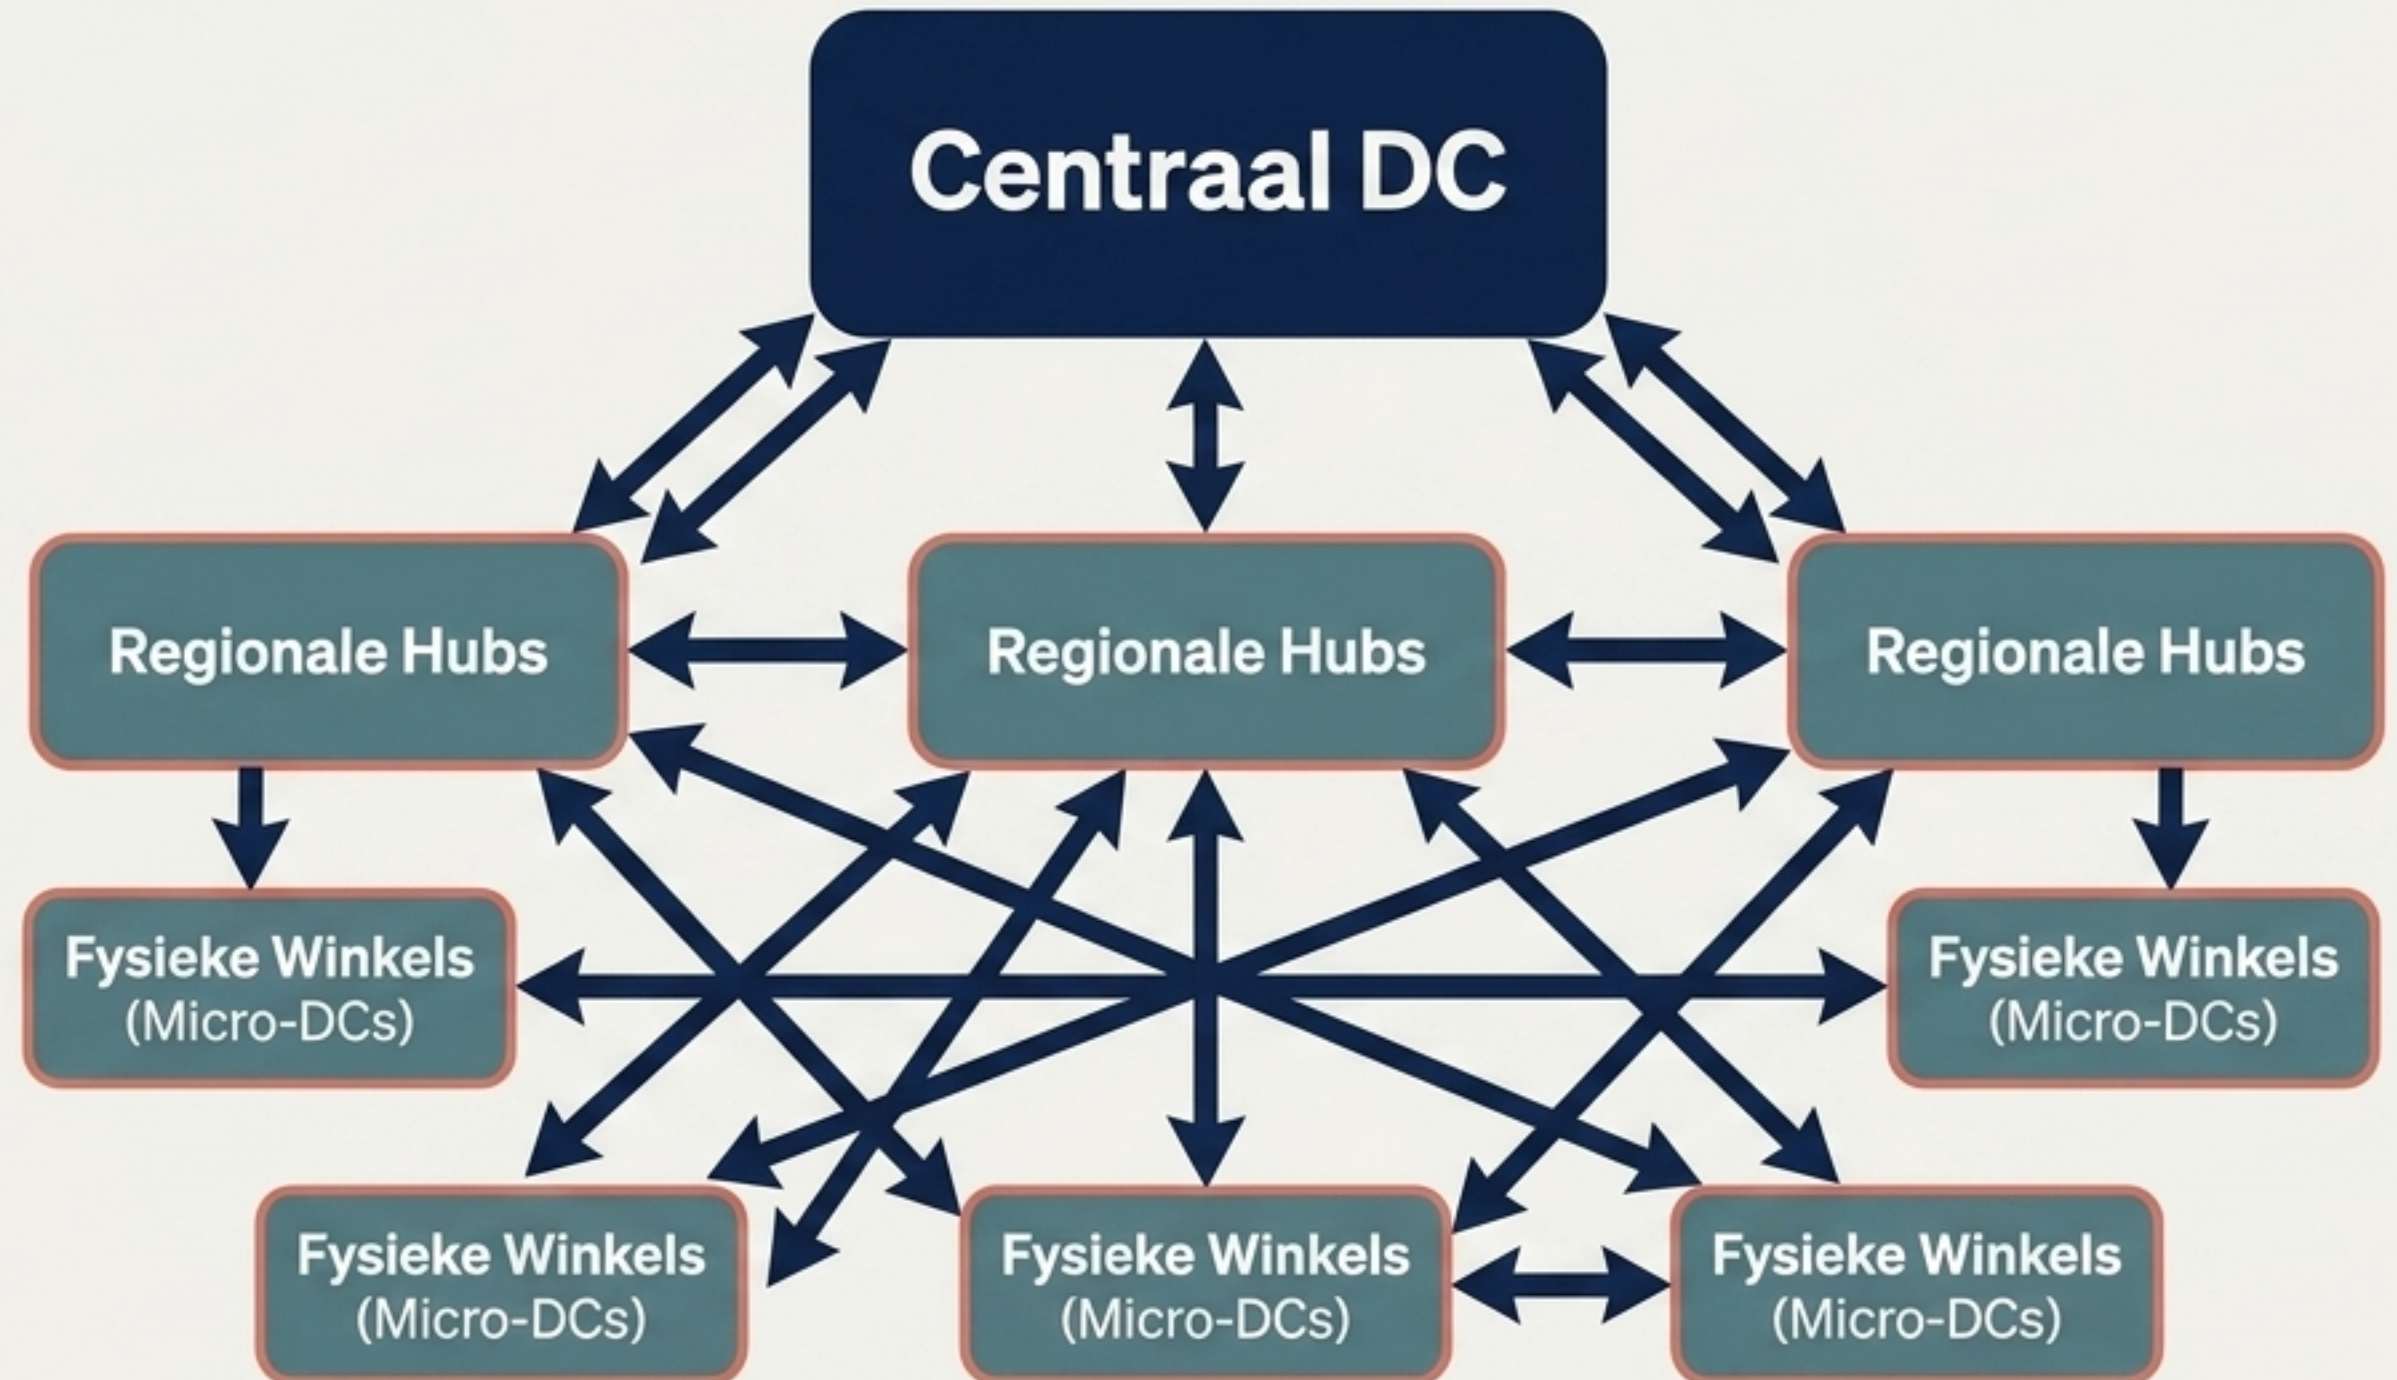 Centraal DC
Regionale Hubs
Regionale Hubs
Regionale Hubs
Fysieke Winkels
(Micro-DCs)
Fysieke Winkels
(Micro-DCs)
Fysieke Winkels
(Micro-DCs)
Fysieke Winkels
(Micro-DCs)
Fysieke Winkels
(Micro-DCs)